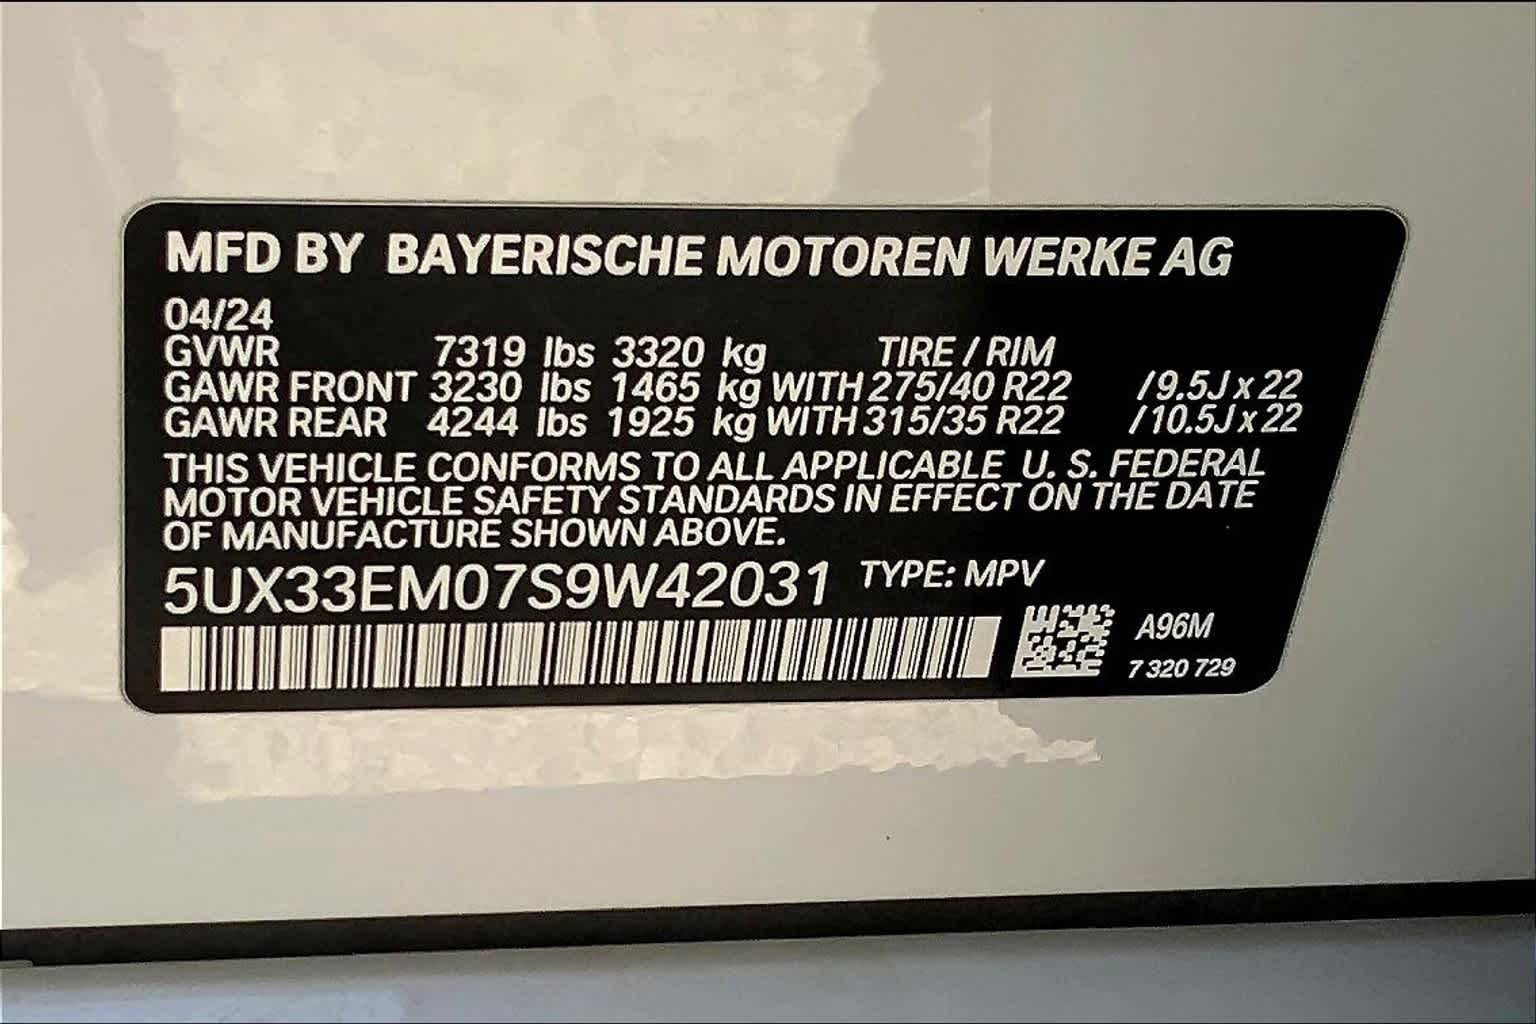 MFD BY BAYERISCHE MOTOREN WERKE AG
04/24
GVWR 7319 lbs 3320 kg TIRE / RIM
GAWR FRONT 3230 lbs 1465 kg WITH 275/40 R22 /9.5J x 22
GAWR REAR 4244 lbs 1925 kg WITH 315/35 R22 /10.5J x 22
THIS VEHICLE CONFORMS TO ALL APPLICABLE U. S. FEDERAL
MOTOR VEHICLE SAFETY STANDARDS IN EFFECT ON THE DATE
OF MANUFACTURE SHOWN ABOVE.
5UX33EM07S9W42031 TYPE: MPV
A96M
7 320 729